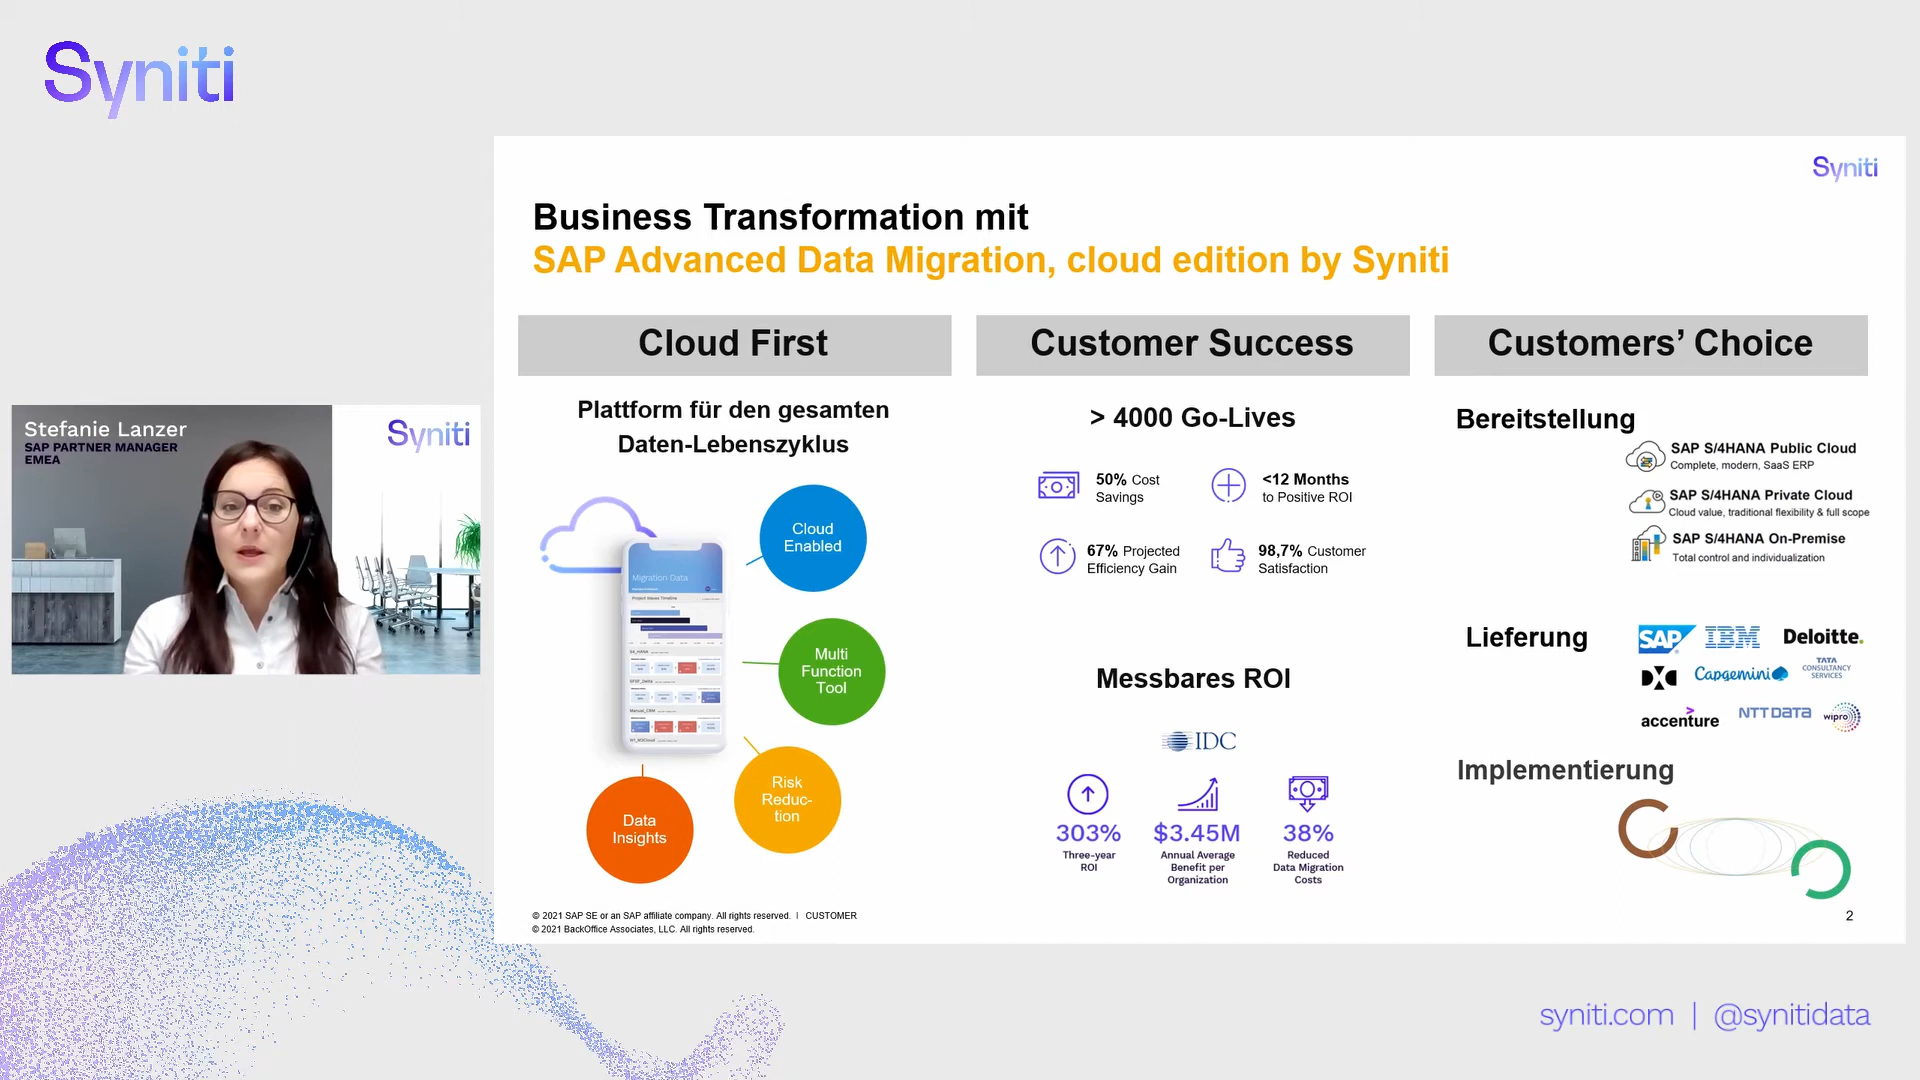 Syniti
Stefanie Lanzer
SAP PARTNER MANAGER
EMEA
Syniti
Syniti
Business Transformation mit
SAP Advanced Data Migration, cloud edition by Syniti
Cloud First
Plattform für den gesamten
Daten-Lebenszyklus
Migration Data
Cloud
Enabled
Multi
Function
Tool
Risk
Reduc-
tion
Data
Insights
Customer Success
> 4000 Go-Lives
50% Cost
Savings
<12 Months
to Positive ROI
67% Projected
Efficiency Gain
98,7% Customer
Satisfaction
Messbares ROI
IDC
303%
Three-year
ROI
$3.45M
Annual Average
Benefit per
Organization
38%
Reduced
Data Migration
Costs
Customers’ Choice
Bereitstellung
SAP S/4HANA Public Cloud
Complete, modern, SaaS ERP
SAP S/4HANA Private Cloud
Cloud value, traditional flexibility & full scope
SAP S/4HANA On-Premise
Total control and individualization
Lieferung
SAP
IBM
Deloitte.
DXC
Capgemini
TATA
CONSULTANCY
SERVICES
accenture
NTT DATA
wipro
Implementierung
© 2021 SAP SE or an SAP affiliate company. All rights reserved. | CUSTOMER
© 2021 BackOffice Associates, LLC. All rights reserved.
2
syniti.com | @synitidata